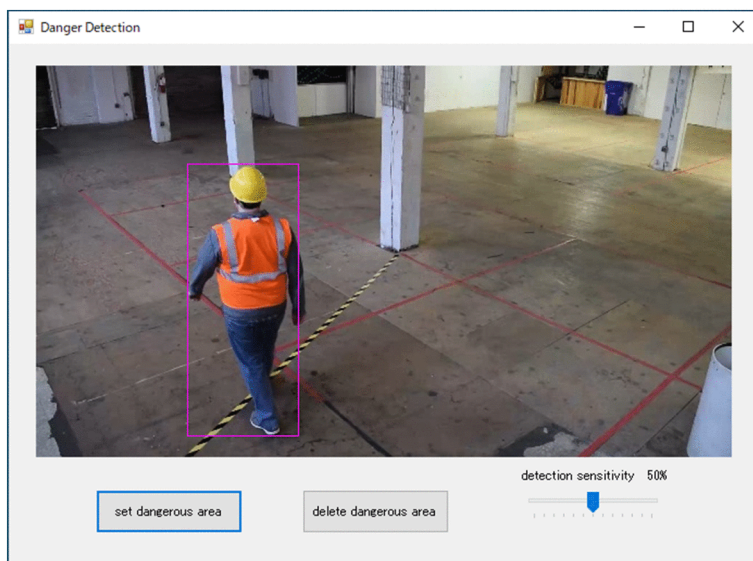 Danger Detection
detection sensitivity 50%
set dangerous area
delete dangerous area